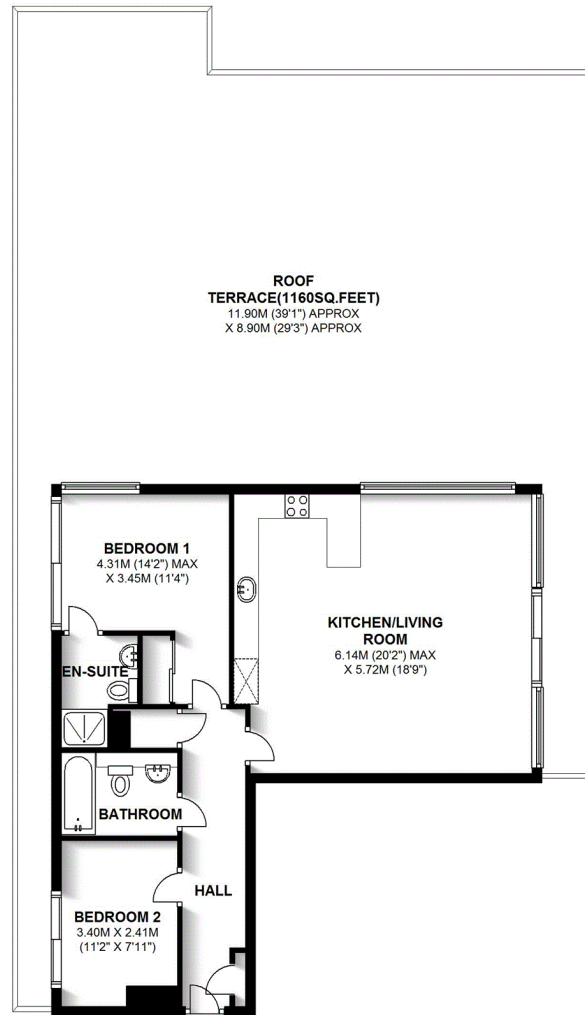 ROOF
TERRACE(1160SQ.FEET)
11.90M (39'1") APPROX
X 8.90M (29'3") APPROX
BEDROOM 1
4.31M (14'2") MAX
X 3.45M (11'4")
KITCHEN/LIVING
ROOM
6.14M (20'2") MAX
X 5.72M (18'9")
EN-SUITE
BATHROOM
HALL
BEDROOM 2
3.40M X 2.41M
(11'2" X 7'11")